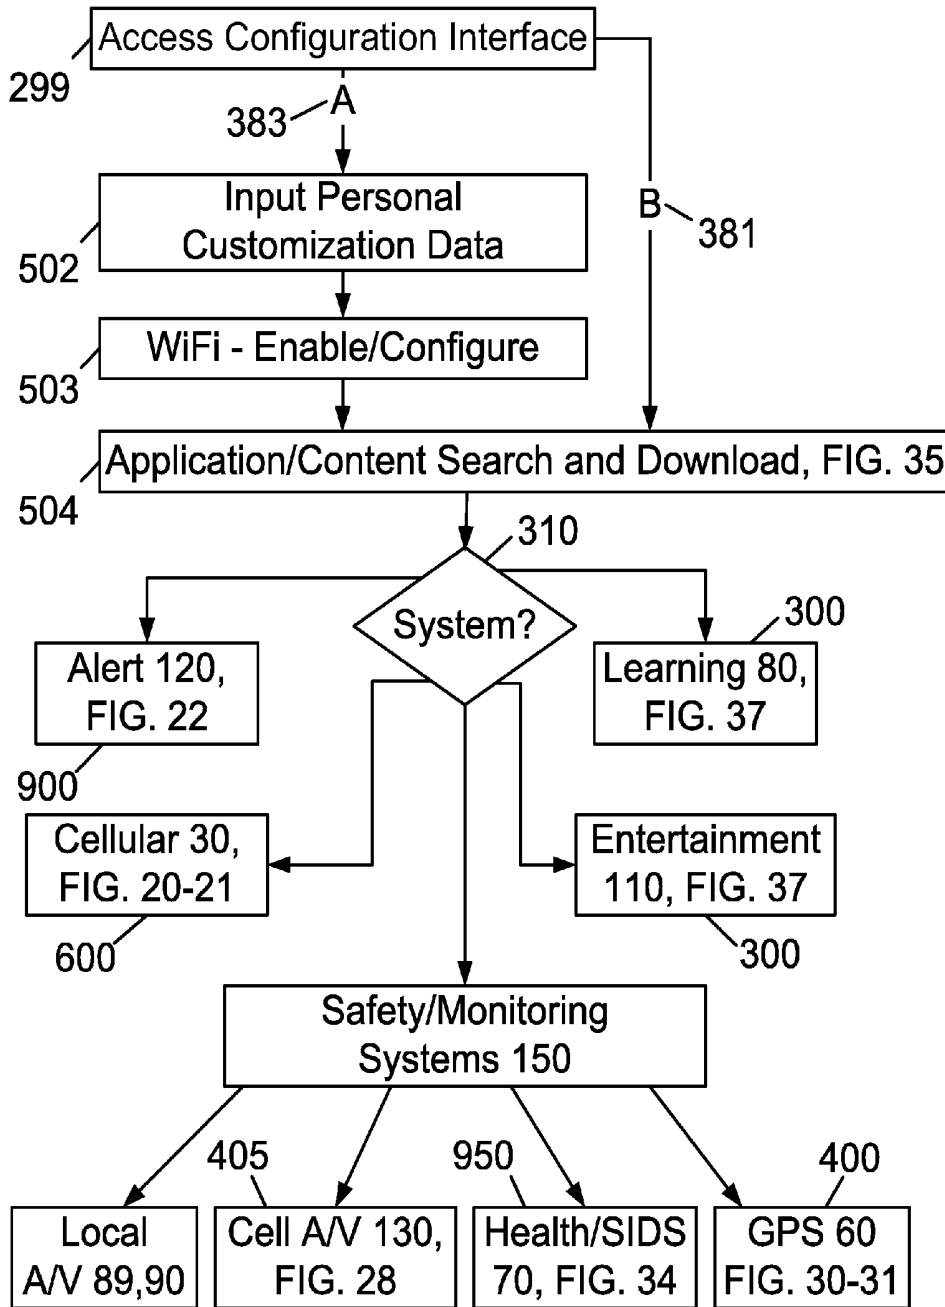 Access Configuration Interface
299
383
A
Input Personal
Customization Data
B
381
502
WiFi - Enable/Configure
503
Application/Content Search and Download, FIG. 35
504
310
System?
300
Alert 120,
FIG. 22
Learning 80,
FIG. 37
900
Cellular 30,
FIG. 20-21
Entertainment
110, FIG. 37
600
300
Safety/Monitoring
Systems 150
405
950
400
Local
A/V 89,90
Cell A/V 130,
FIG. 28
Health/SIDS
70, FIG. 34
GPS 60
FIG. 30-31